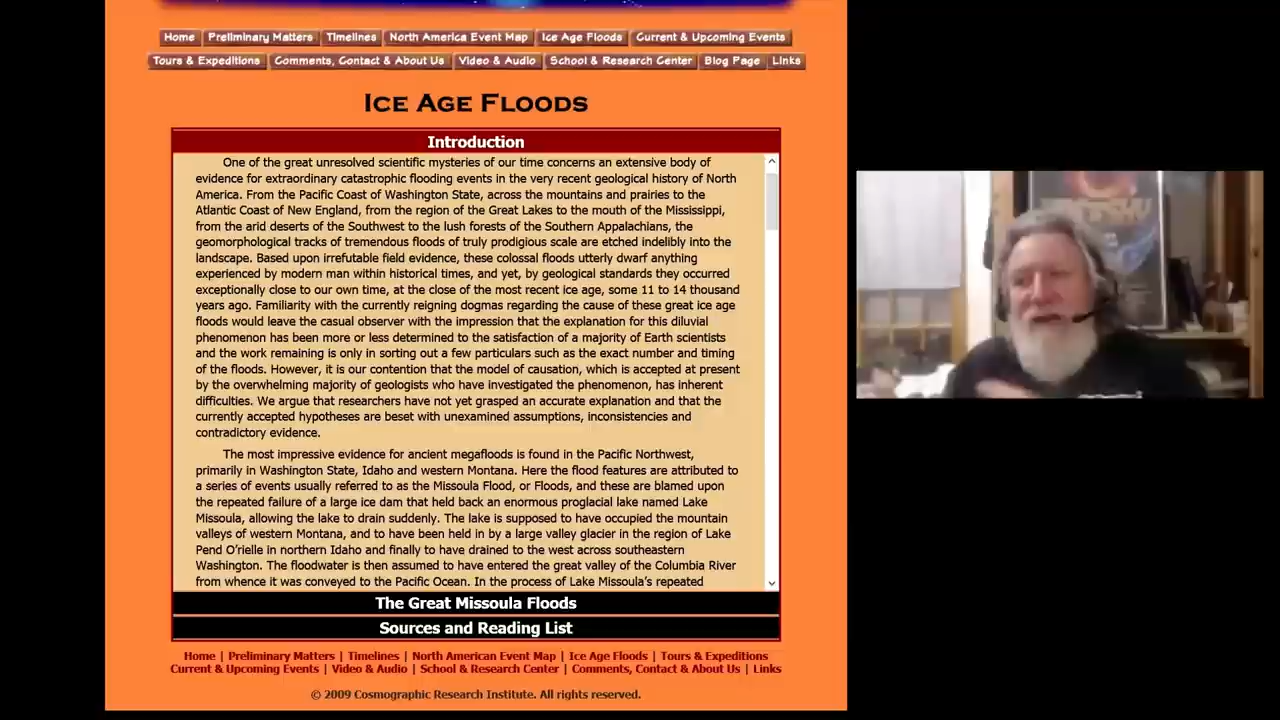 Home Preliminary Matters Timelines North America Event Map Ice Age Floods Current & Upcoming Events
Tours & Expeditions Comments, Contact & About Us Video & Audio School & Research Center Blog Page Links
Ice Age Floods
Introduction
One of the great unresolved scientific mysteries of our time concerns an extensive body of
evidence for extraordinary catastrophic flooding events in the very recent geological history of North
America. From the Pacific Coast of Washington State, across the mountains and prairies to the
Atlantic Coast of New England, from the region of the Great Lakes to the mouth of the Mississippi,
from the arid deserts of the Southwest to the lush forests of the Southern Appalachians, the
geomorphological tracks of tremendous floods of truly prodigious scale are etched indelibly into the
landscape. Based upon irrefutable field evidence, these colossal floods utterly dwarf anything
experienced by modern man within historical times, and yet, by geological standards they occurred
exceptionally close to our own time, at the close of the most recent ice age, some 11 to 14 thousand
years ago. Familiarity with the currently reigning dogmas regarding the cause of these great ice age
floods would leave the casual observer with the impression that the explanation for this diluvial
phenomenon has been more or less determined to the satisfaction of a majority of Earth scientists
and the work remaining is only in sorting out a few particulars such as the exact number and timing
of the floods. However, it is our contention that the model of causation, which is accepted at present
by the overwhelming majority of geologists who have investigated the phenomenon, has inherent
difficulties. We argue that researchers have not yet grasped an accurate explanation and that the
currently accepted hypotheses are beset with unexamined assumptions, inconsistencies and
contradictory evidence.
The most impressive evidence for ancient megafloods is found in the Pacific Northwest,
primarily in Washington State, Idaho and western Montana. Here the flood features are attributed to
a series of events usually referred to as the Missoula Flood, or Floods, and these are blamed upon
the repeated failure of a large ice dam that held back an enormous proglacial lake named Lake
Missoula, allowing the lake to drain suddenly. The lake is supposed to have occupied the mountain
valleys of western Montana, and to have been held in by a large valley glacier in the region of Lake
Pend O'rielle in northern Idaho and finally to have drained to the west across southeastern
Washington. The floodwater is then assumed to have entered the great valley of the Columbia River
from whence it was conveyed to the Pacific Ocean. In the process of Lake Missoula's repeated
The Great Missoula Floods
Sources and Reading List
Home | Preliminary Matters | Timelines | North American Event Map | Ice Age Floods | Tours & Expeditions
Current & Upcoming Events | Video & Audio | School & Research Center | Comments, Contact & About Us | Links
© 2009 Cosmographic Research Institute. All rights reserved.